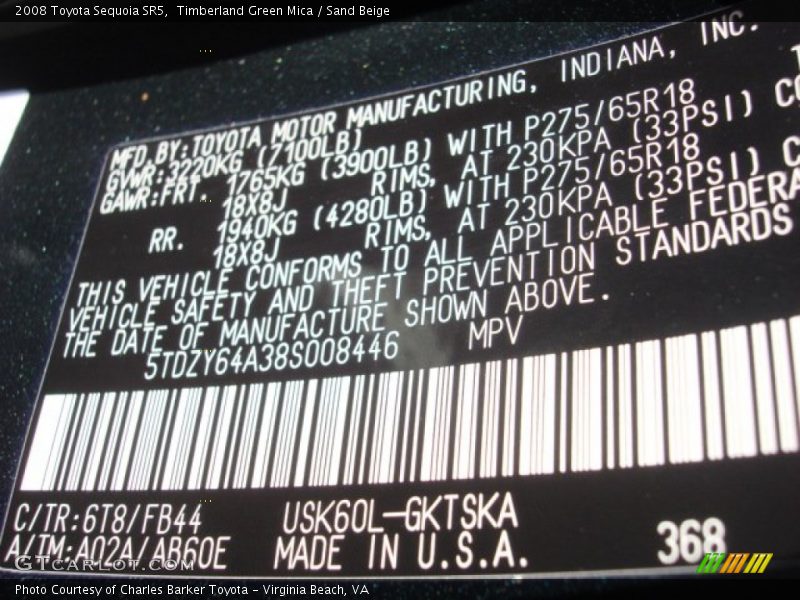 2008 Toyota Sequoia SR5,  Timberland Green Mica / Sand Beige
MFD.BY:TOYOTA MOTOR MANUFACTURING, INDIANA, INC.
GVWR:3220KG (7100LB)
GAWR:FRT. 1765KG (3900LB) WITH P275/65R18
18X8J RIMS, AT 230KPA (33PSI) CO
RR. 1940KG (4280LB) WITH P275/65R18
18X8J RIMS, AT 230KPA (33PSI) C
THIS VEHICLE CONFORMS TO ALL APPLICABLE FEDERA
VEHICLE SAFETY AND THEFT PREVENTION STANDARDS
THE DATE OF MANUFACTURE SHOWN ABOVE.
5TDZY64A38S008446 MPV
C/TR:6T8/FB44 USK60L-GKTSKA
A/TM:A02A/AB60E MADE IN U.S.A.
368
GTCARLOT.COM
Photo Courtesy of Charles Barker Toyota - Virginia Beach, VA